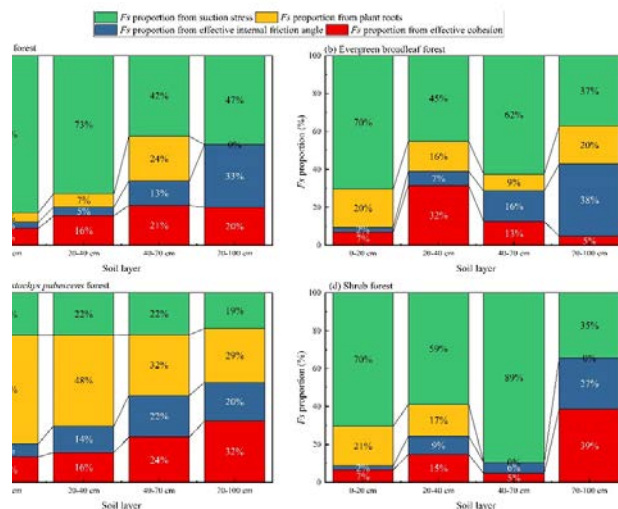 Fs proportion from suction stress Fs proportion from plant roots
Fs proportion from effective internal friction angle Fs proportion from effective cohesion
forest
(b) Evergreen broadleaf forest
73% 42% 47%
7% 24% 0%
5% 13% 33%
16% 21% 20%
cm 20-40 cm 40-70 cm 70-100 cm
Soil layer
Fs proportion (%)
100
80
60
40
20
0
70% 45% 62% 37%
20% 16% 9% 20%
2% 7% 16% 38%
7% 32% 13% 5%
0-20 cm 20-40 cm 40-70 cm 70-100 cm
Soil layer
stachys pubescens forest
(d) Shrub forest
22% 22% 19%
48% 32% 29%
14% 22% 20%
16% 24% 32%
cm 20-40 cm 40-70 cm 70-100 cm
Soil layer
Fs proportion (%)
100
80
60
40
20
0
70% 59% 89% 35%
21% 17% 0% 0%
2% 9% 6% 27%
7% 15% 5% 39%
0-20 cm 20-40 cm 40-70 cm 70-100 cm
Soil layer